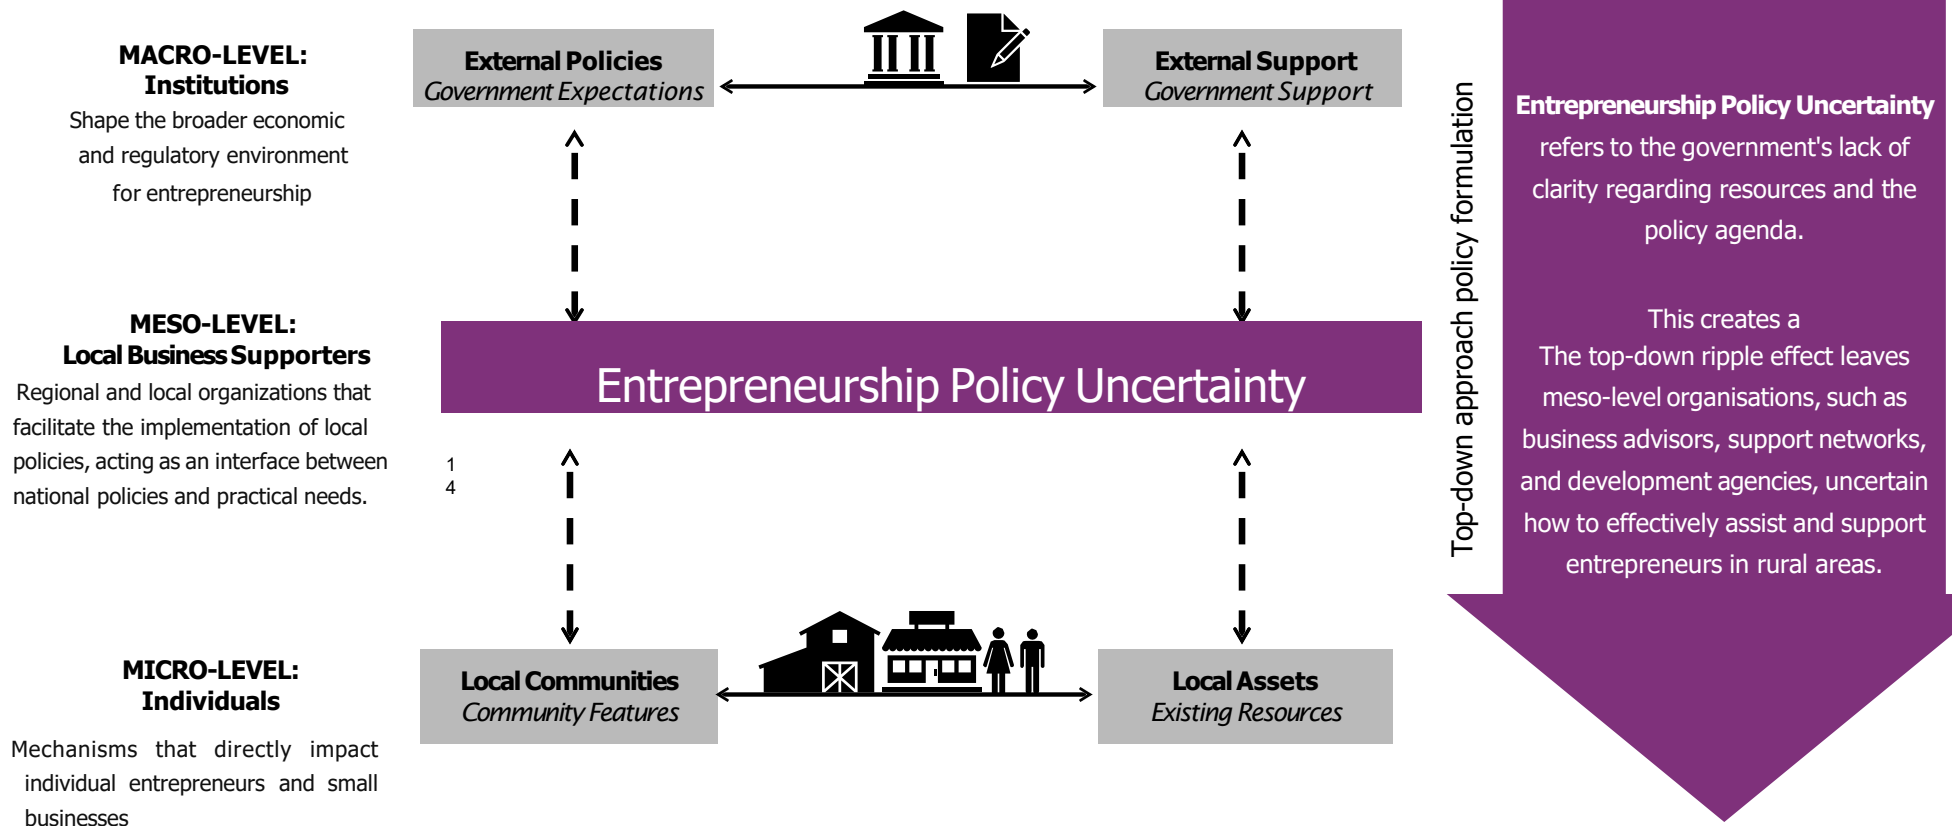 MACRO-LEVEL:
Institutions
Shape the broader economic
and regulatory environment
for entrepreneurship
External Policies
Government Expectations
External Support
Government Support
MESO-LEVEL:
Local Business Supporters
Regional and local organizations that
facilitate the implementation of local
policies, acting as an interface between
national policies and practical needs.
Entrepreneurship Policy Uncertainty
1
4
MICRO-LEVEL:
Individuals
Mechanisms that directly impact
individual entrepreneurs and small
businesses
Local Communities
Community Features
Local Assets
Existing Resources
Top-down approach policy formulation
Entrepreneurship Policy Uncertainty
refers to the government's lack of
clarity regarding resources and the
policy agenda.
This creates a
The top-down ripple effect leaves
meso-level organisations, such as
business advisors, support networks,
and development agencies, uncertain
how to effectively assist and support
entrepreneurs in rural areas.